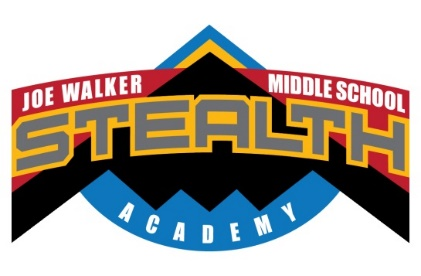 JOE WALKER MIDDLE SCHOOL
STEALTH
ACADEMY